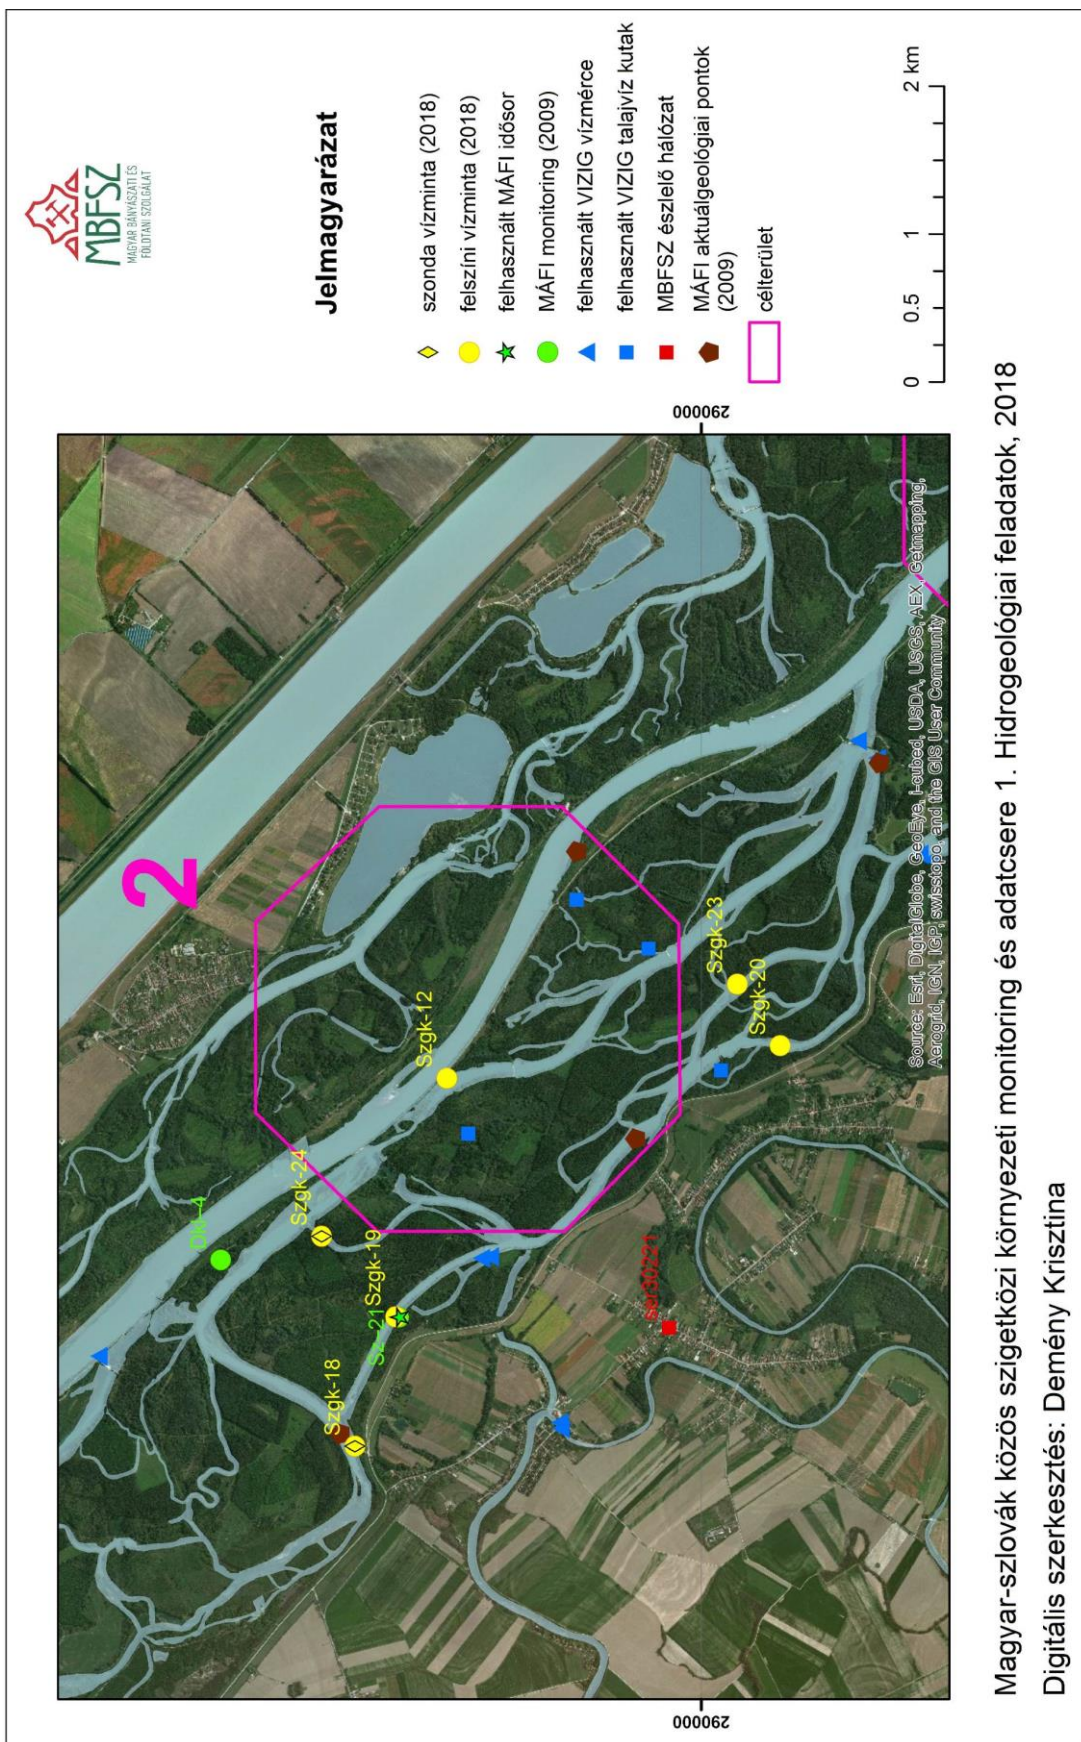 MBFSZ
MAGYAR BÁNYÁSZATI ÉS
FÖLDTANI SZOLGÁLAT
Jelmagyarázat
szonda vízminta (2018)
felszíni vízminta (2018)
felhasznált MÁFI idősor
MÁFI monitoring (2009)
felhasznált VIZIG vízmérce
felhasznált VIZIG talajvíz kutak
MBFSZ észlelő hálózat
MÁFI aktuálgeológiai pontok
(2009)
célterület
0 0.5 1 2 km
290000
290000
2
Dkl-4
Szgk-24
Szgk-12
Szgk-18
Sz-21
Szgk-19
Szgk-23
Szgk-20
ser30221
Source: Esri, DigitalGlobe, GeoEye, i-cubed, USDA, USGS, AEX, Getmapping,
Aerogrid, IGN, IGP, swisstopo, and the GIS User Community
Magyar-szlovák közös szigetközi környezeti monitoring és adatcsere 1. Hidrogeológiai feladatok, 2018
Digitális szerkesztés: Demény Krisztina